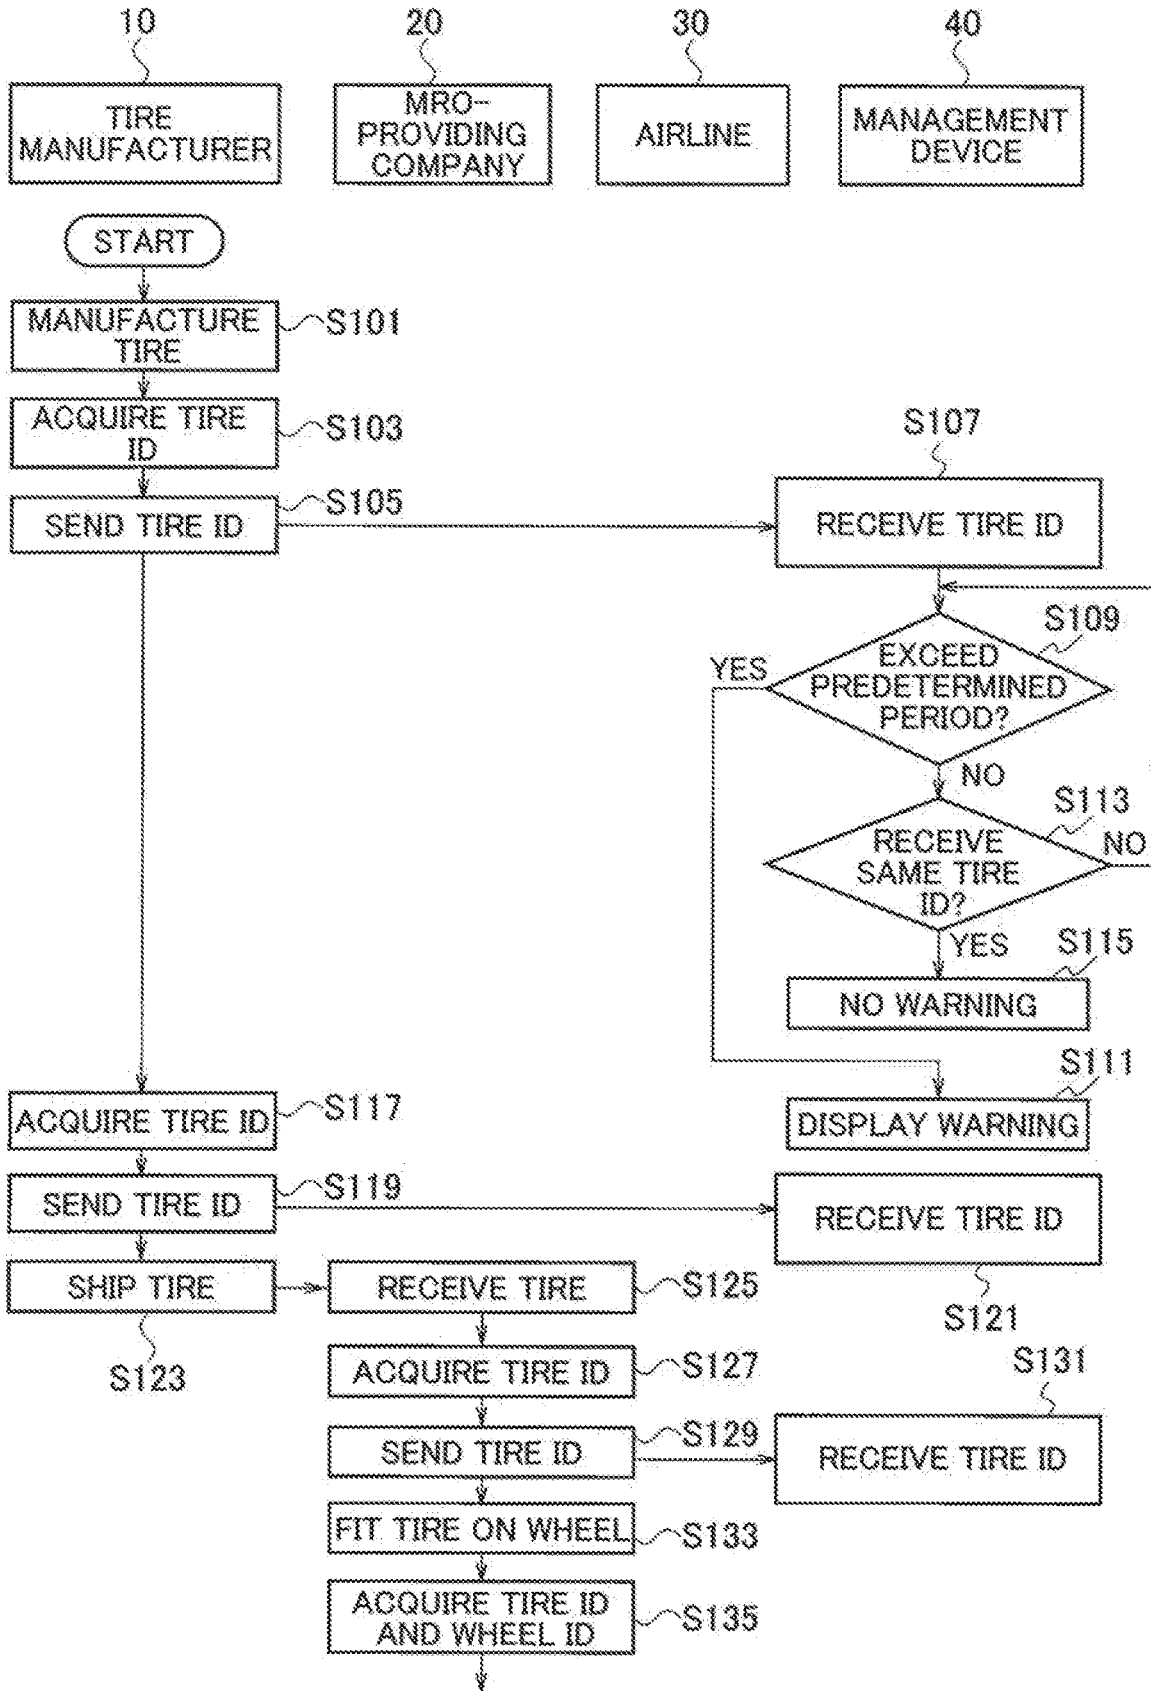 10
20
30
40
TIRE
MANUFACTURER
MRO-
PROVIDING
COMPANY
AIRLINE
MANAGEMENT
DEVICE
START
MANUFACTURE
TIRE
S101
ACQUIRE TIRE
ID
S103
S107
SEND TIRE ID
S105
RECEIVE TIRE ID
S109
YES
EXCEED
PREDETERMINED
PERIOD?
NO
S113
RECEIVE
SAME TIRE
ID?
NO
YES
S115
NO WARNING
S111
ACQUIRE TIRE ID
S117
DISPLAY WARNING
SEND TIRE ID
S119
RECEIVE TIRE ID
S121
SHIP TIRE
S123
RECEIVE TIRE
S125
ACQUIRE TIRE ID
S127
S131
SEND TIRE ID
S129
RECEIVE TIRE ID
FIT TIRE ON WHEEL
S133
ACQUIRE TIRE ID
AND WHEEL ID
S135